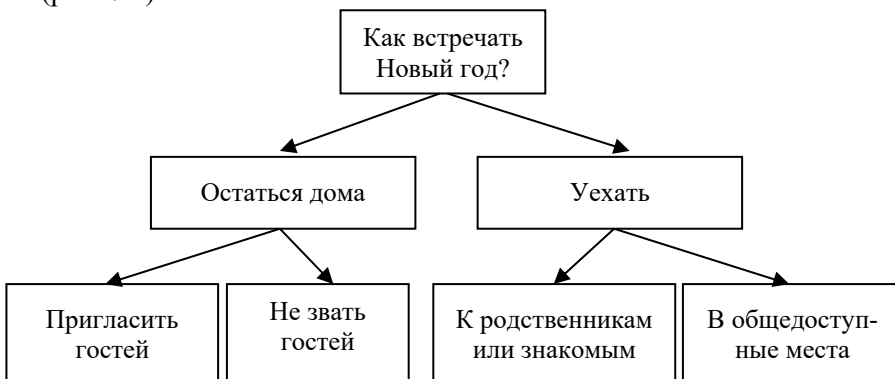 Как встречать
Новый год?
Остаться дома
Уехать
Пригласить
гостей
Не звать
гостей
К родственникам
или знакомым
В общедоступ-
ные места